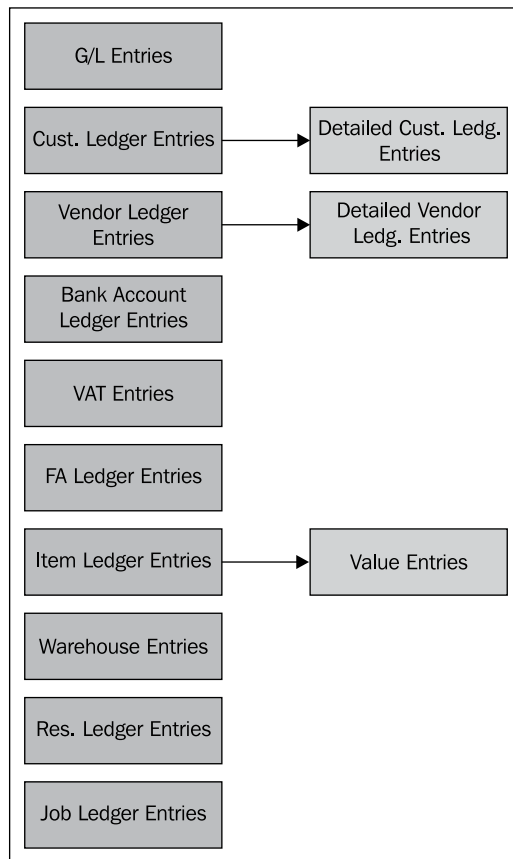 G/L Entries
Cust. Ledger Entries
Detailed Cust. Ledg.
Entries
Vendor Ledger
Entries
Detailed Vendor
Ledg. Entries
Bank Account
Ledger Entries
VAT Entries
FA Ledger Entries
Item Ledger Entries
Value Entries
Warehouse Entries
Res. Ledger Entries
Job Ledger Entries